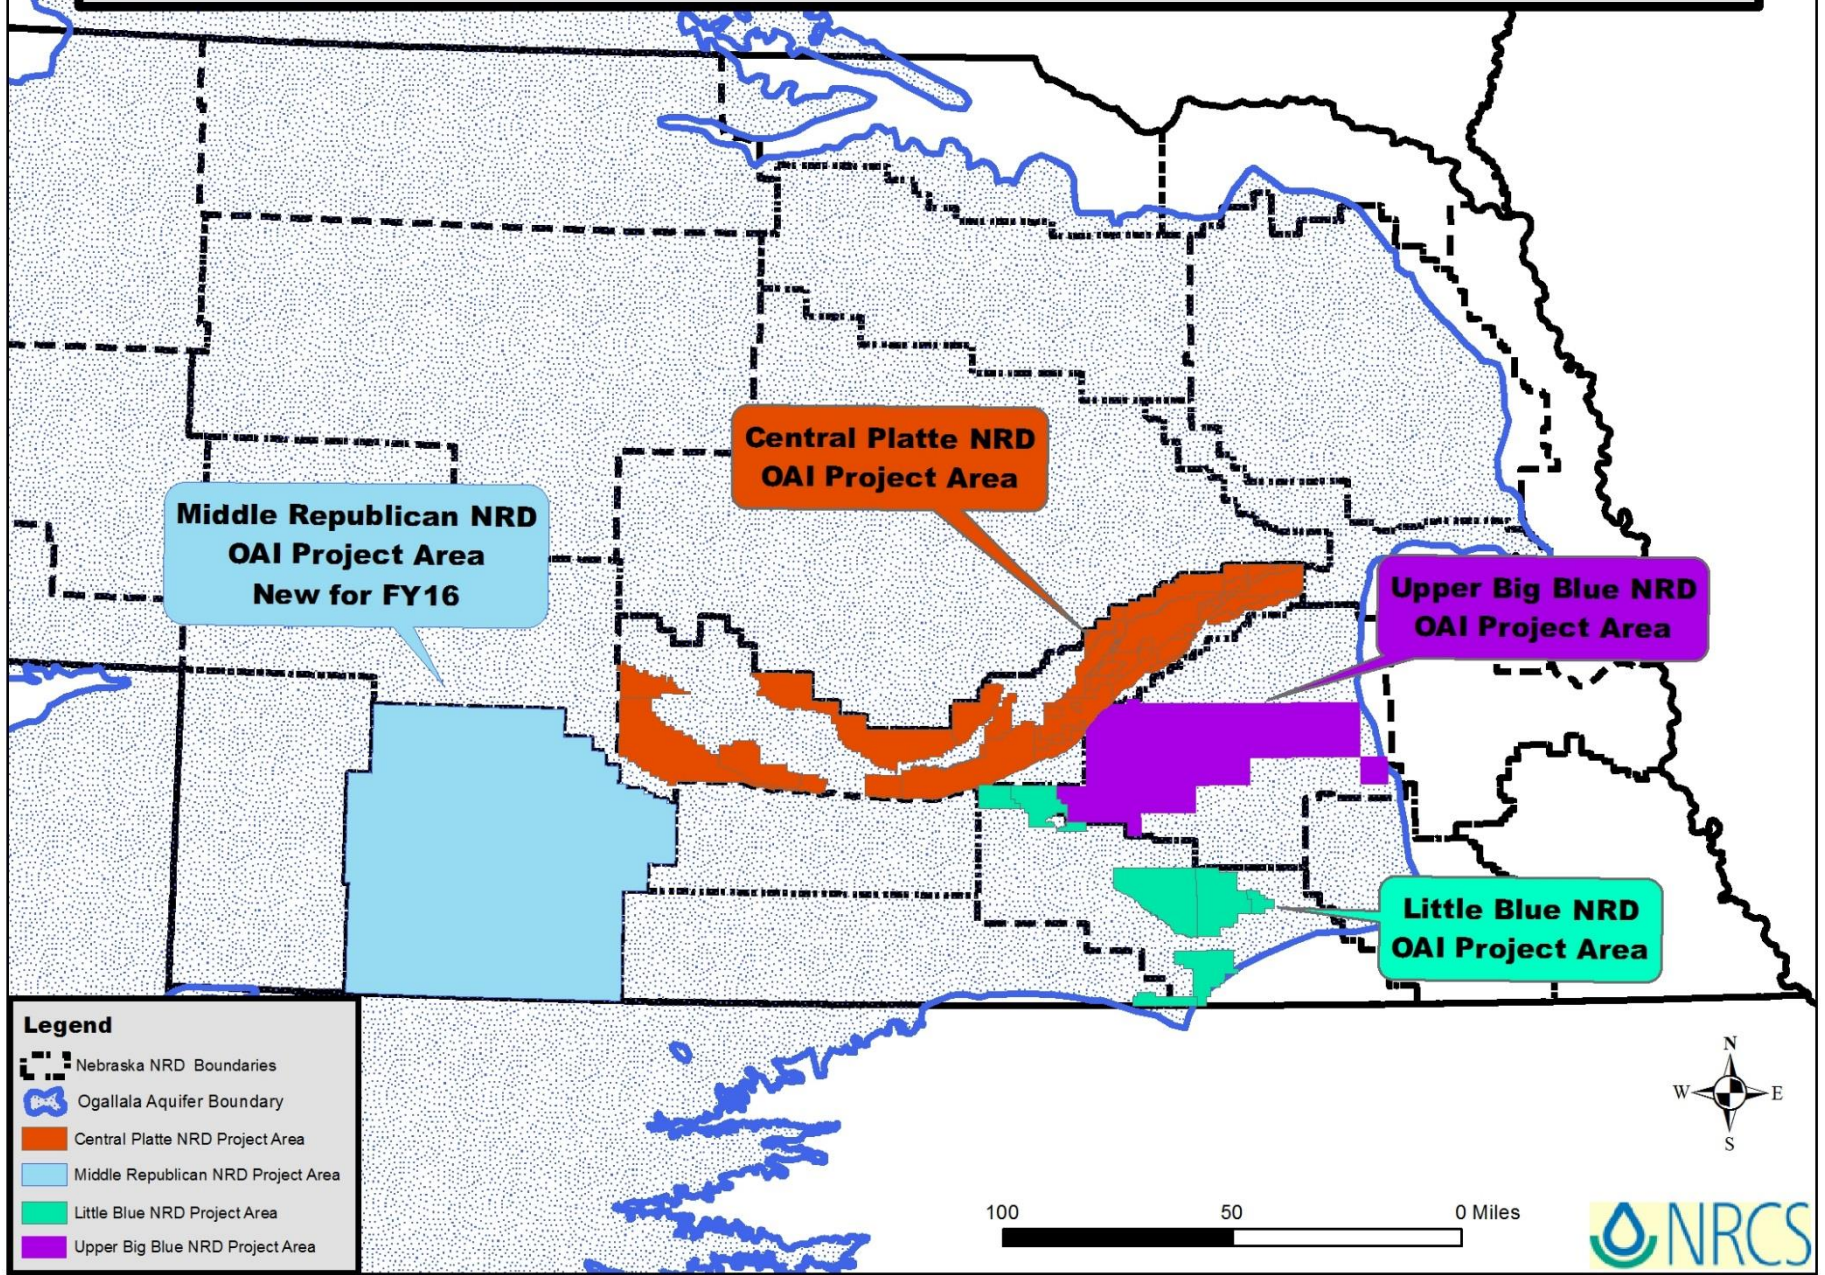 Central Platte NRD
OAI Project Area
Middle Republican NRD
OAI Project Area
New for FY16
Upper Big Blue NRD
OAI Project Area
Little Blue NRD
OAI Project Area
Legend
Nebraska NRD Boundaries
Ogallala Aquifer Boundary
Central Platte NRD Project Area
Middle Republican NRD Project Area
Little Blue NRD Project Area
Upper Big Blue NRD Project Area
N
W E
S
100 50 0 Miles
NRCS